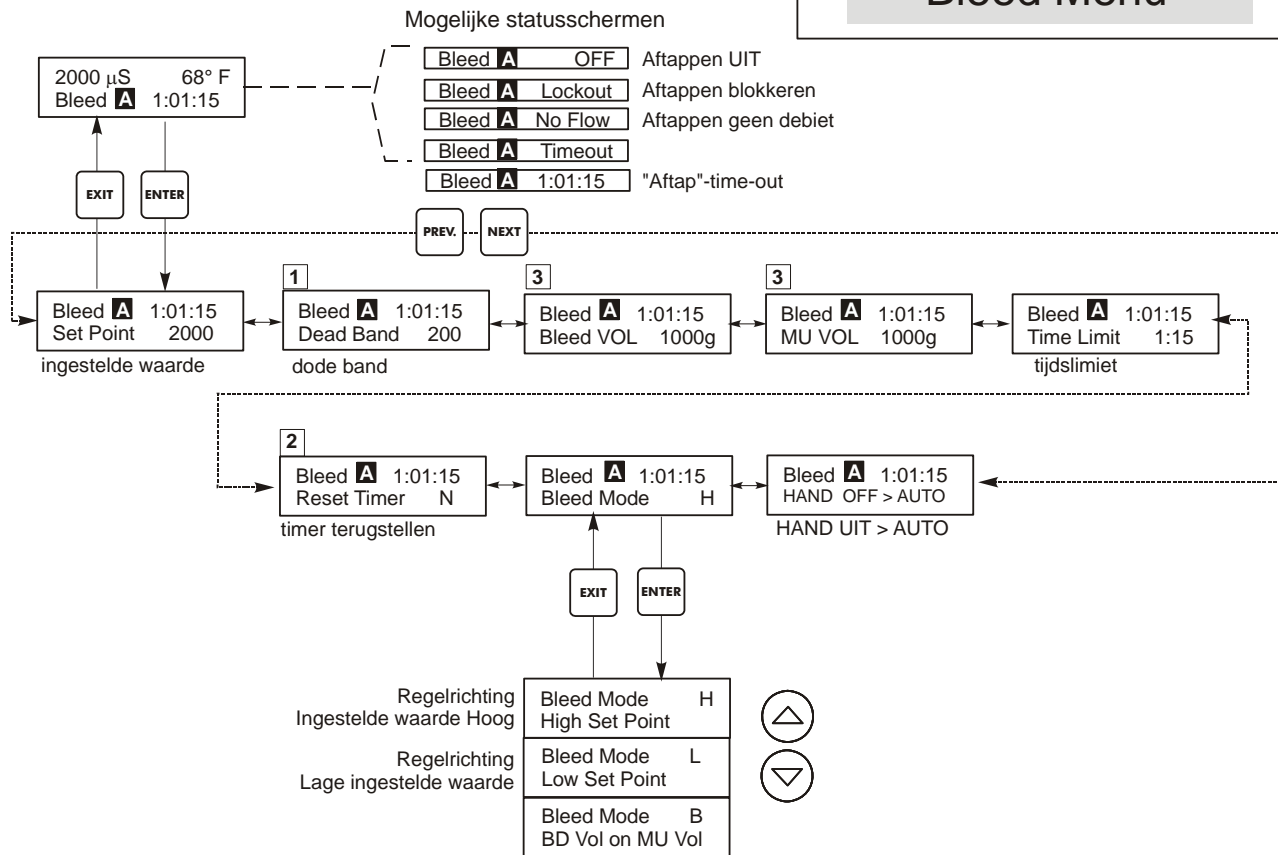 Bleed Menu
Mogelijke statusschermen
2000 μS 68° F
Bleed A 1:01:15
Bleed A OFF Aftappen UIT
Bleed A Lockout Aftappen blokkeren
Bleed A No Flow Aftappen geen debiet
Bleed A Timeout
Bleed A 1:01:15 "Aftap"-time-out
EXIT
ENTER
PREV.
NEXT
Bleed A 1:01:15
Set Point 2000
ingestelde waarde
1
Bleed A 1:01:15
Dead Band 200
dode band
3
Bleed A 1:01:15
Bleed VOL 1000g
3
Bleed A 1:01:15
MU VOL 1000g
Bleed A 1:01:15
Time Limit 1:15
tijdslimiet
2
Bleed A 1:01:15
Reset Timer N
timer terugstellen
Bleed A 1:01:15
Bleed Mode H
Bleed A 1:01:15
HAND OFF > AUTO
HAND UIT > AUTO
EXIT
ENTER
Regelrichting
Ingestelde waarde Hoog
Bleed Mode H
High Set Point
Regelrichting
Lage ingestelde waarde
Bleed Mode L
Low Set Point
Bleed Mode B
BD Vol on MU Vol